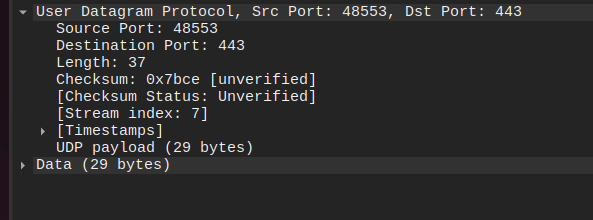 User Datagram Protocol, Src Port: 48553, Dst Port: 443
Source Port: 48553
Destination Port: 443
Length: 37
Checksum: 0x7bce [unverified]
[Checksum Status: Unverified]
[Stream index: 7]
[Timestamps]
UDP payload (29 bytes)
Data (29 bytes)